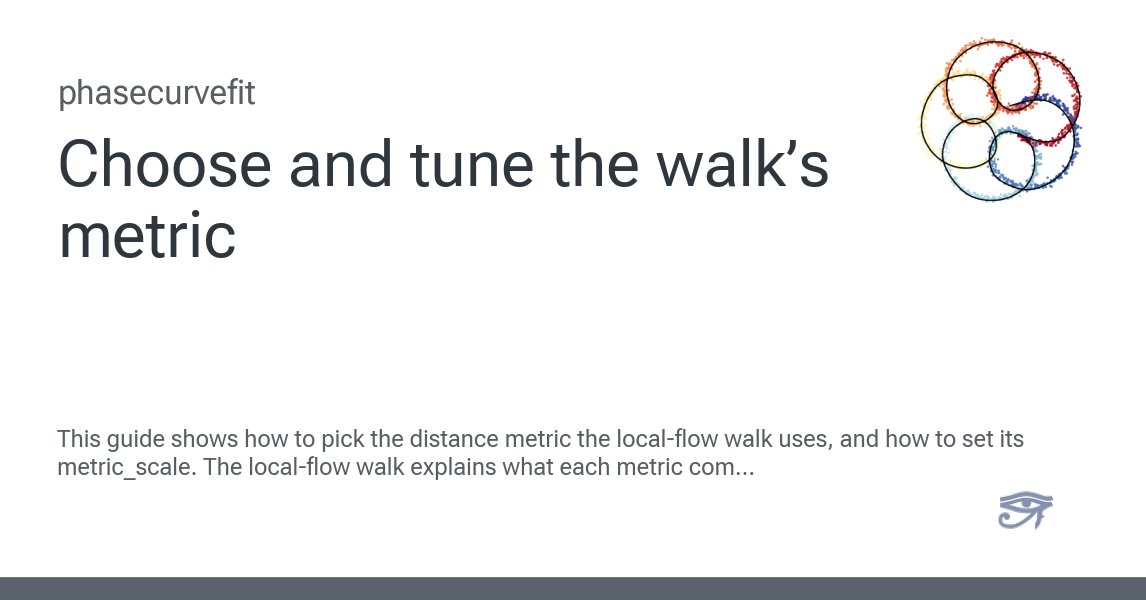 phasecurvefit
Choose and tune the walk’s
metric
This guide shows how to pick the distance metric the local-flow walk uses, and how to set its
metric_scale. The local-flow walk explains what each metric com...